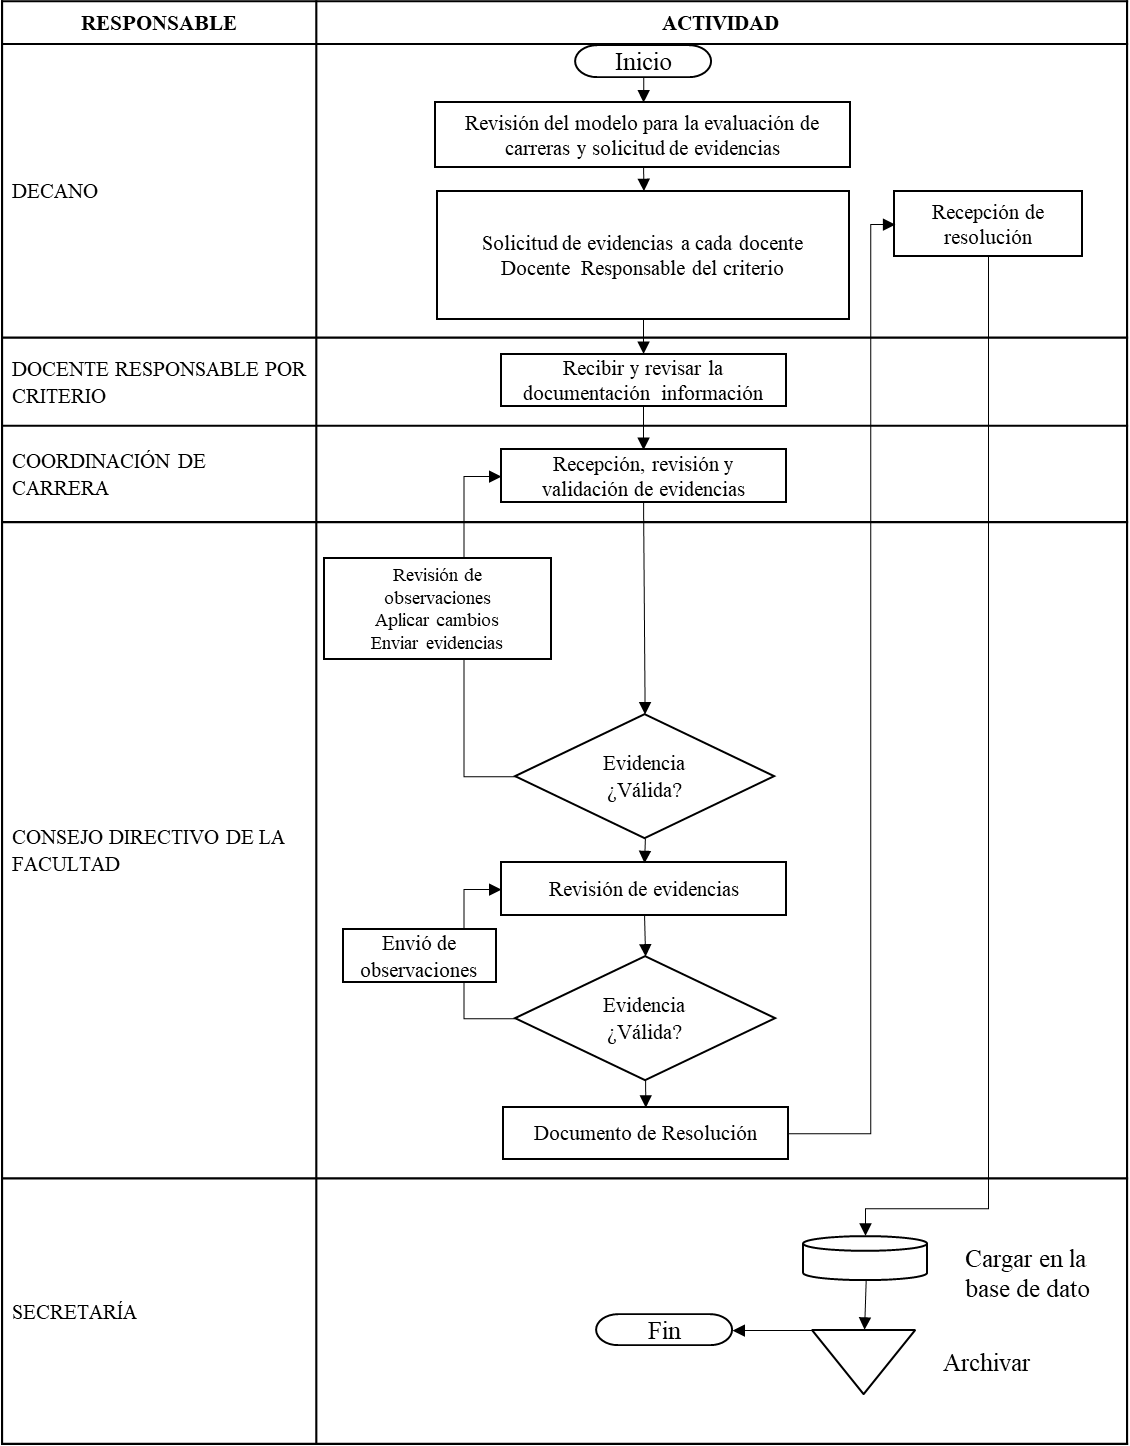 RESPONSABLE
ACTIVIDAD
DECANO
Inicio
Revisión del modelo para la evaluación de
carreras y solicitud de evidencias
Solicitud de evidencias a cada docente
Docente Responsable del criterio
Recepción de
resolución
DOCENTE RESPONSABLE POR
CRITERIO
Recibir y revisar la
documentación información
COORDINACIÓN DE
CARRERA
Recepción, revisión y
validación de evidencias
CONSEJO DIRECTIVO DE LA
FACULTAD
Revisión de
observaciones
Aplicar cambios
Enviar evidencias
Evidencia
¿Válida?
Revisión de evidencias
Envió de
observaciones
Evidencia
¿Válida?
Documento de Resolución
SECRETARÍA
Cargar en la
base de dato
Fin
Archivar